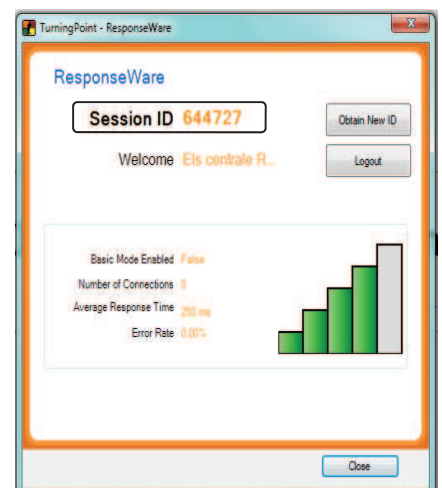 TurningPoint - ResponseWare
ResponseWare
Session ID 644727
Obtain New ID
Welcome Els centrale R...
Logout
Basic Mode Enabled False
Number of Connections 0
Average Response Time 250 ms
Error Rate 0.00%
Close